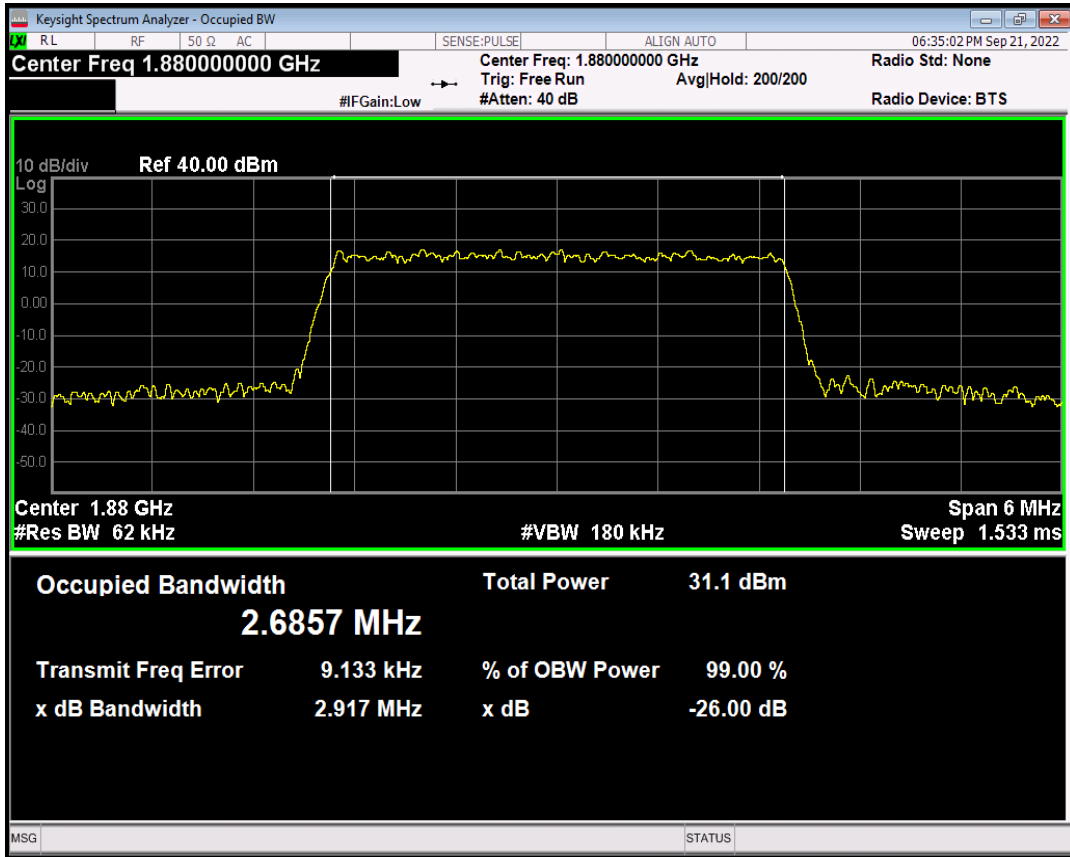 Keysight Spectrum Analyzer - Occupied BW
LXI RL RF 50 Ω AC SENSE:PULSE ALIGN AUTO 06:35:02 PM Sep 21, 2022
Center Freq 1.880000000 GHz Center Freq: 1.880000000 GHz Radio Std: None
Trig: Free Run Avg|Hold: 200/200
#IFGain:Low #Atten: 40 dB Radio Device: BTS
10 dB/div Ref 40.00 dBm
Log
30.0
20.0
10.0
0.00
-10.0
-20.0
-30.0
-40.0
-50.0
Center 1.88 GHz Span 6 MHz
#Res BW 62 kHz #VBW 180 kHz Sweep 1.533 ms
Occupied Bandwidth Total Power 31.1 dBm
2.6857 MHz
Transmit Freq Error 9.133 kHz % of OBW Power 99.00 %
x dB Bandwidth 2.917 MHz x dB -26.00 dB
MSG STATUS